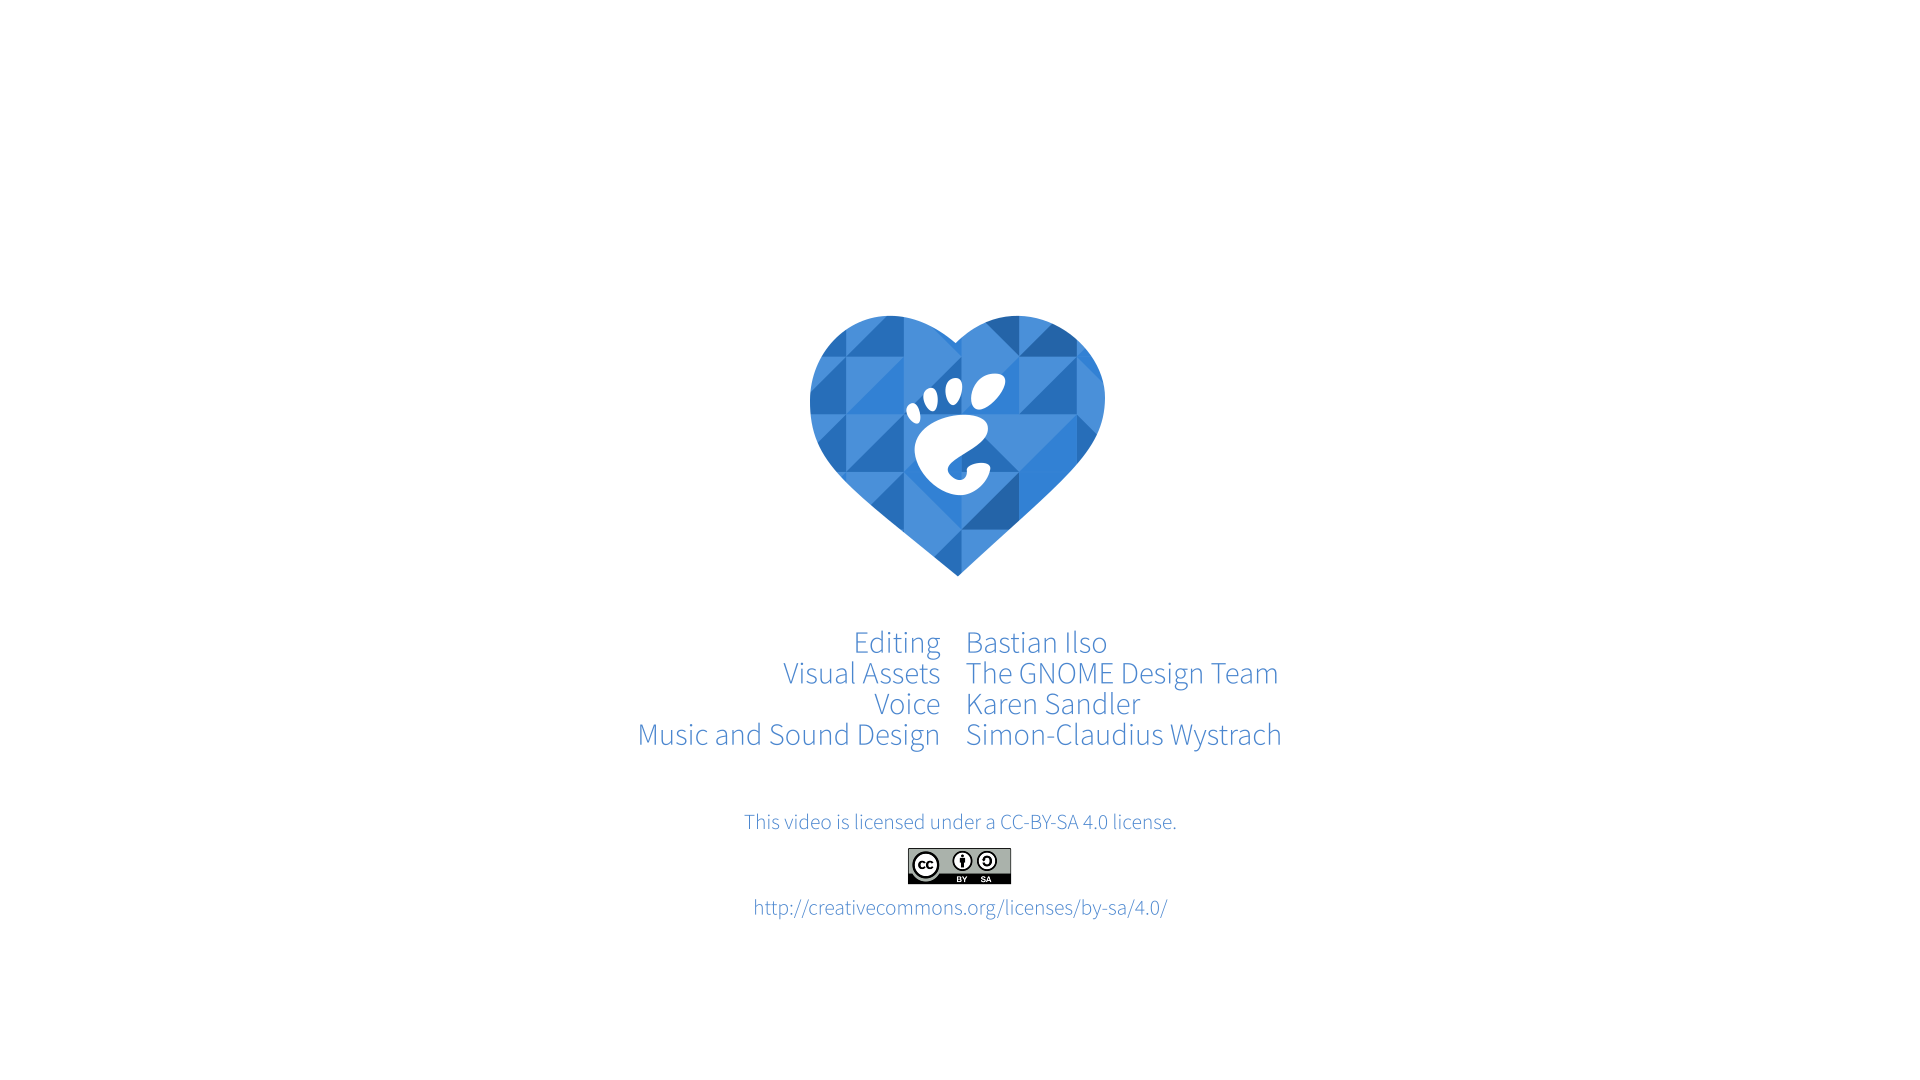 Editing Bastian Ilso
Visual Assets The GNOME Design Team
Voice Karen Sandler
Music and Sound Design Simon-Claudius Wystrach
This video is licensed under a CC-BY-SA 4.0 license.
cc BY SA
http://creativecommons.org/licenses/by-sa/4.0/